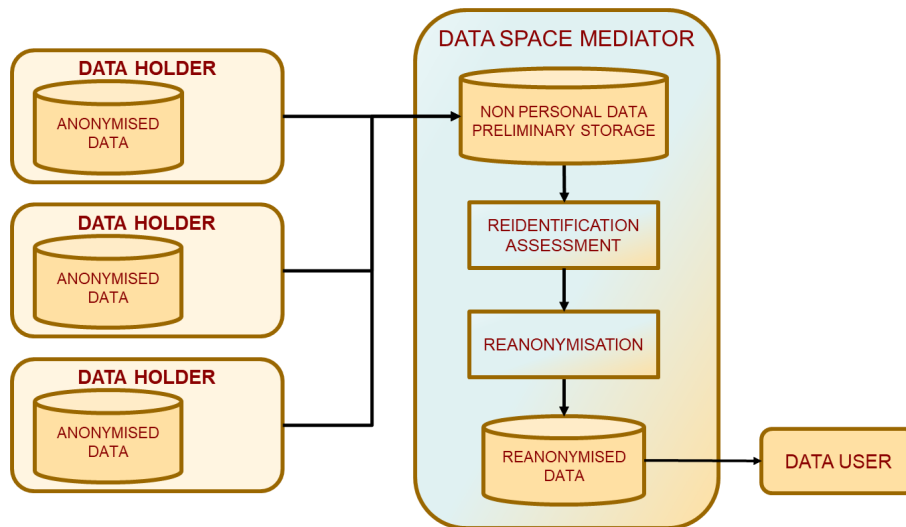 DATA SPACE MEDIATOR
DATA HOLDER
ANONYMISED
DATA
DATA HOLDER
ANONYMISED
DATA
DATA HOLDER
ANONYMISED
DATA
NON PERSONAL DATA
PRELIMINARY STORAGE
REIDENTIFICATION
ASSESSMENT
REANONYMISATION
REANONYMISED
DATA
DATA USER